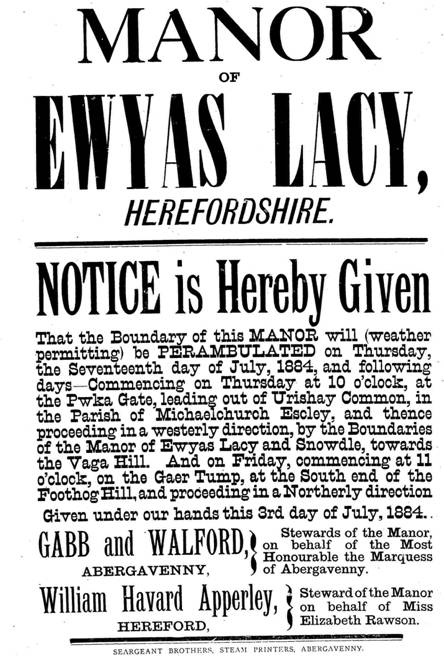 MANOR
OF
EWYAS LACY,
HEREFORDSHIRE.
NOTICE is Hereby Given
That the Boundary of this MANOR will (weather
permitting) be PERAMBULATED on Thursday,
the Seventeenth day of July, 1884, and following
days—Commencing on Thursday at 10 o'clock, at
the Pwka Gate, leading out of Urishay Common, in
the Parish of Michaelchurch Escley, and thence
proceeding in a westerly direction, by the Boundaries
of the Manor of Ewyas Lacy and Snowdle, towards
the Vaga Hill. And on Friday, commencing at 11
o'clock, on the Gaer Tump, at the South end of the
Foothog Hill, and proceeding in a Northerly direction
Given under our hands this 3rd day of July, 1884.
GABB and WALFORD,
ABERGAVENNY,
Stewards of the Manor,
on behalf of the Most
Honourable the Marquess
of Abergavenny.
William Havard Apperley,
HEREFORD,
Steward of the Manor
on behalf of Miss
Elizabeth Rawson.
SEARGEANT BROTHERS, STEAM PRINTERS, ABERGAVENNY.